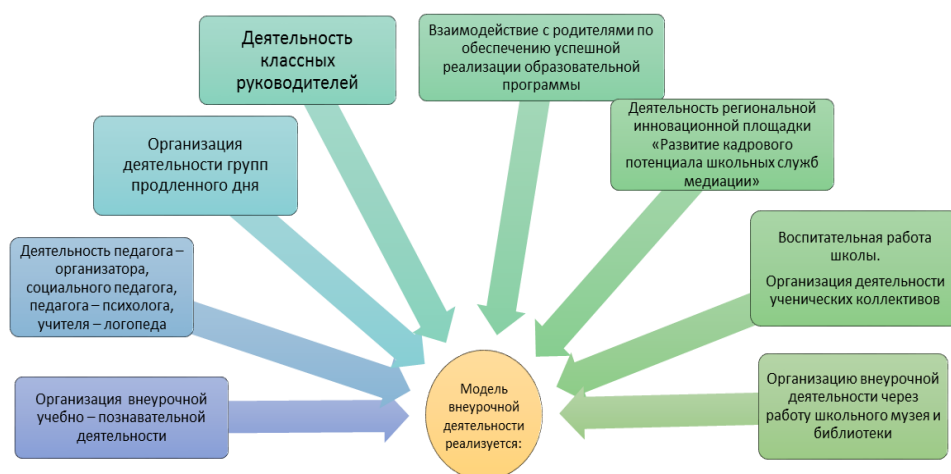 Деятельность
классных
руководителей
Взаимодействие с родителями по
обеспечению успешной
реализации образовательной
программы
Организация
деятельности групп
продленного дня
Деятельность региональной
инновационной площадки
«Развитие кадрового
потенциала школьных служб
медиации»
Деятельность педагога –
организатора,
социального педагога,
педагога – психолога,
учителя – логопеда
Воспитательная работа
школы.
Организация деятельности
ученических коллективов
Организация внеурочной
учебно – познавательной
деятельности
Модель
внеурочной
деятельности
реализуется:
Организацию внеурочной
деятельности через
работу школьного музея и
библиотеки